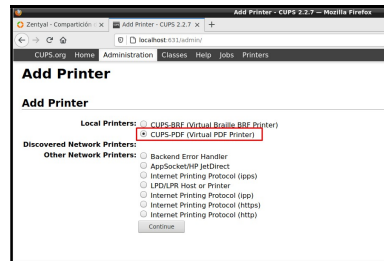 Add Printer - CUPS 2.2.7 — Mozilla Firefox
Zentyal - Compartición
Add Printer - CUPS 2.2.7
localhost:631/admin/
CUPS.org Home Administration Classes Help Jobs Printers
Add Printer
Add Printer
Local Printers: CUPS-BRF (Virtual Braille BRF Printer)
CUPS-PDF (Virtual PDF Printer)
Discovered Network Printers:
Other Network Printers: Backend Error Handler
AppSocket/HP JetDirect
Internet Printing Protocol (ipps)
LPD/LPR Host or Printer
Internet Printing Protocol (ipp)
Internet Printing Protocol (https)
Internet Printing Protocol (http)
Continue